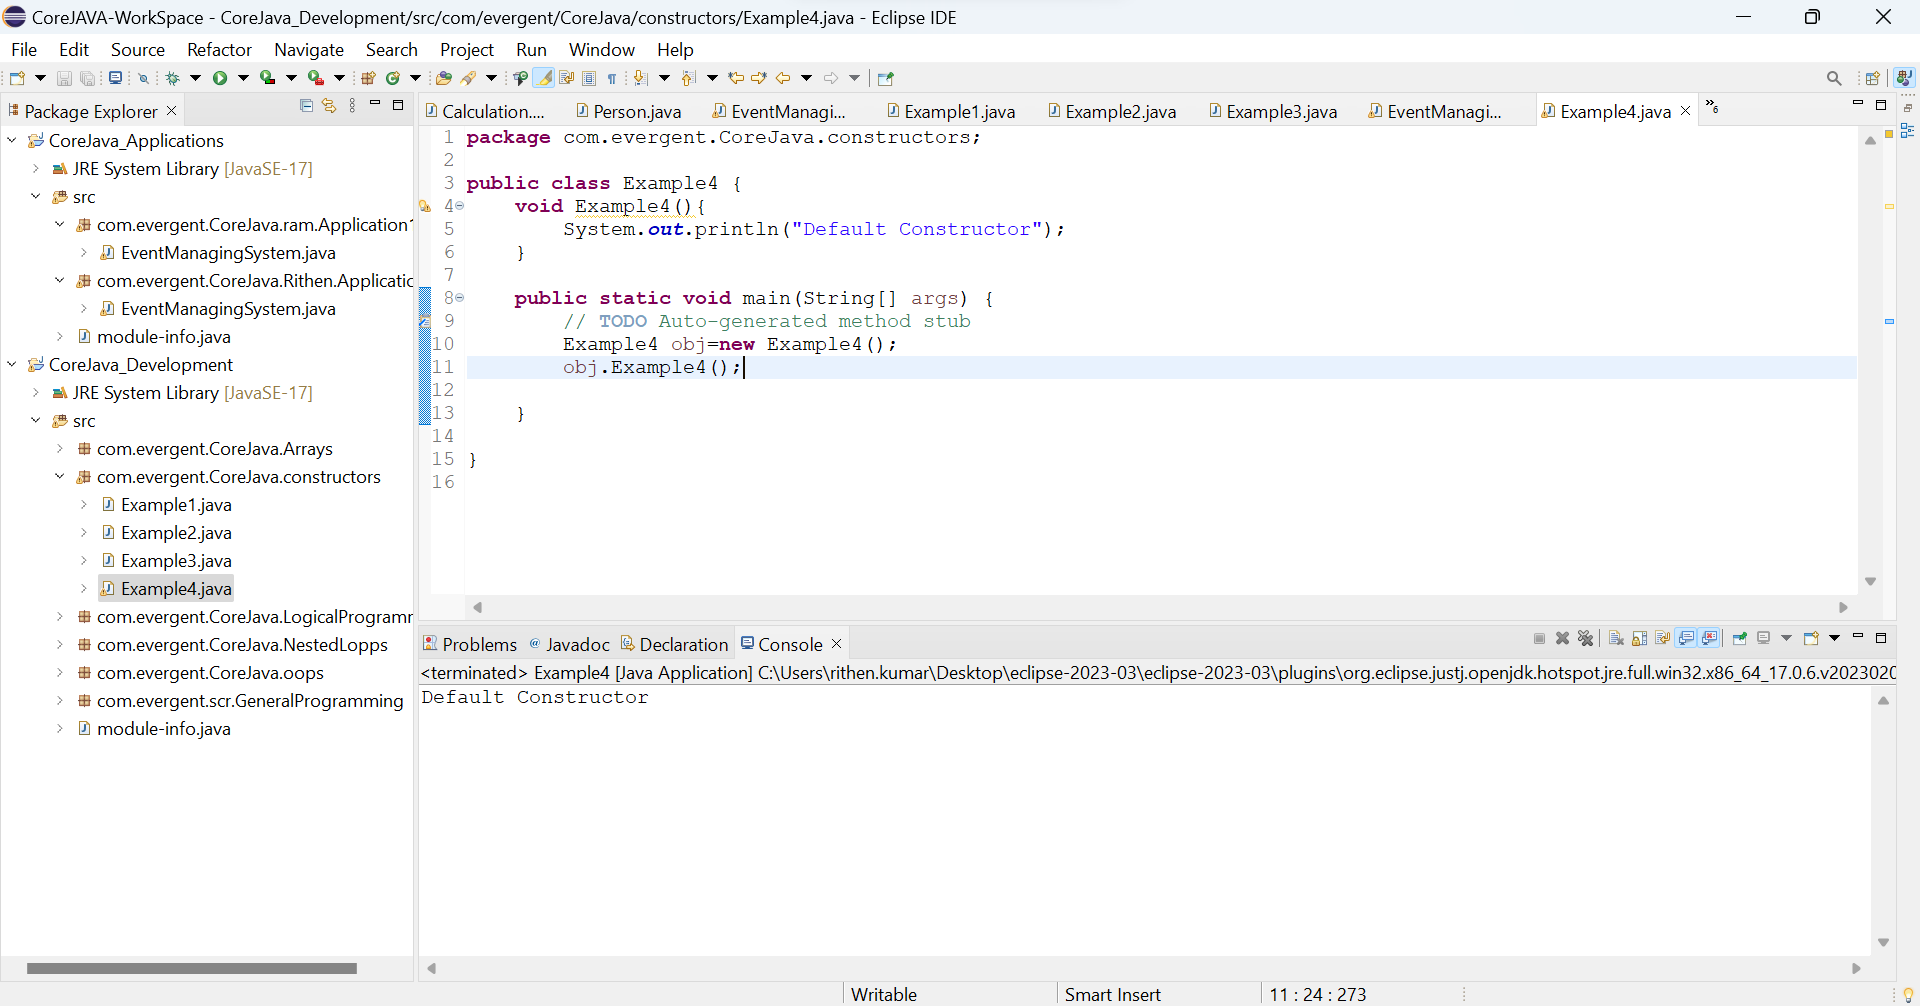 CoreJAVA-WorkSpace - CoreJava_Development/src/com/evergent/CoreJava/constructors/Example4.java - Eclipse IDE
File Edit Source Refactor Navigate Search Project Run Window Help
Package Explorer
CoreJava_Applications
JRE System Library [JavaSE-17]
src
com.evergent.CoreJava.ram.Application1
EventManagingSystem.java
com.evergent.CoreJava.Rithen.Applicatic
EventManagingSystem.java
module-info.java
CoreJava_Development
JRE System Library [JavaSE-17]
src
com.evergent.CoreJava.Arrays
com.evergent.CoreJava.constructors
Example1.java
Example2.java
Example3.java
Example4.java
com.evergent.CoreJava.LogicalProgramr
com.evergent.CoreJava.NestedLopps
com.evergent.CoreJava.oops
com.evergent.scr.GeneralProgramming
module-info.java
Calculation.... Person.java EventManagi... Example1.java Example2.java Example3.java EventManagi... Example4.java »6
1 package com.evergent.CoreJava.constructors;
2
3 public class Example4 {
4 void Example4(){
5 System.out.println("Default Constructor");
6 }
7
8 public static void main(String[] args) {
9 // TODO Auto-generated method stub
10 Example4 obj=new Example4();
11 obj.Example4();
12
13 }
14
15 }
16
Problems Javadoc Declaration Console
<terminated> Example4 [Java Application] C:\Users\rithen.kumar\Desktop\eclipse-2023-03\eclipse-2023-03\plugins\org.eclipse.justj.openjdk.hotspot.jre.full.win32.x86_64_17.0.6.v2023020
Default Constructor
Writable Smart Insert 11 : 24 : 273